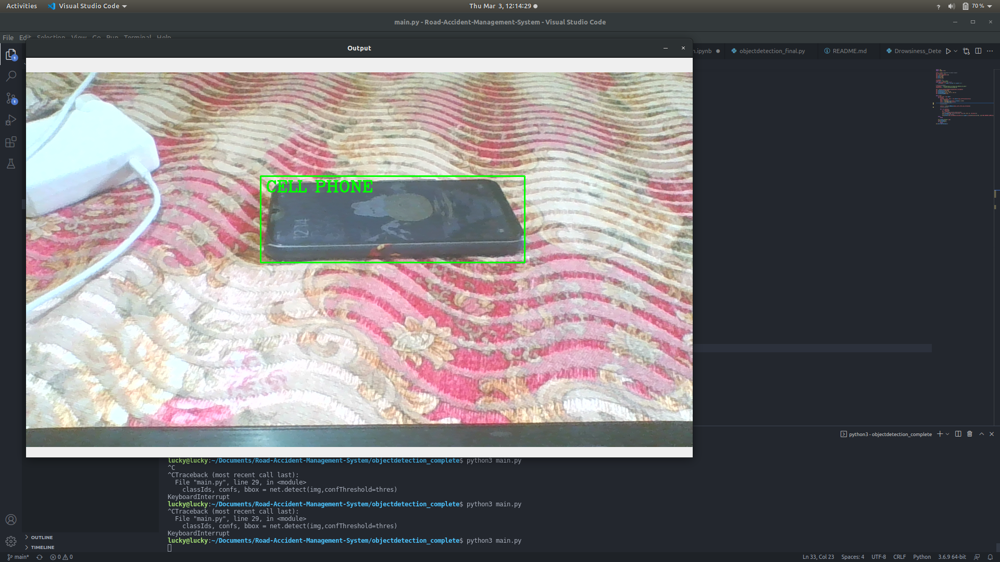 Activities
Visual Studio Code
Thu Mar 3, 12:14:29
?
70 %
main.py - Road-Accident-Management-System - Visual Studio Code
File Edit Selection View Go Run Terminal Help
Output
n.ipynb
objectdetection_final.py
README.md
Drowsiness_Dete
1
1
CELL PHONE
12:14
python3 - objectdetection_complete
lucky@lucky:~/Documents/Road-Accident-Management-System/objectdetection_complete$ python3 main.py
^C
^CTraceback (most recent call last):
File "main.py", line 29, in <module>
classIds, confs, bbox = net.detect(img,confThreshold=thres)
KeyboardInterrupt
lucky@lucky:~/Documents/Road-Accident-Management-System/objectdetection_complete$ python3 main.py
^CTraceback (most recent call last):
File "main.py", line 29, in <module>
classIds, confs, bbox = net.detect(img,confThreshold=thres)
KeyboardInterrupt
lucky@lucky:~/Documents/Road-Accident-Management-System/objectdetection_complete$ python3 main.py
OUTLINE
TIMELINE
main*
0
0
Ln 33, Col 23
Spaces: 4
UTF-8
CRLF
Python
3.6.9 64-bit